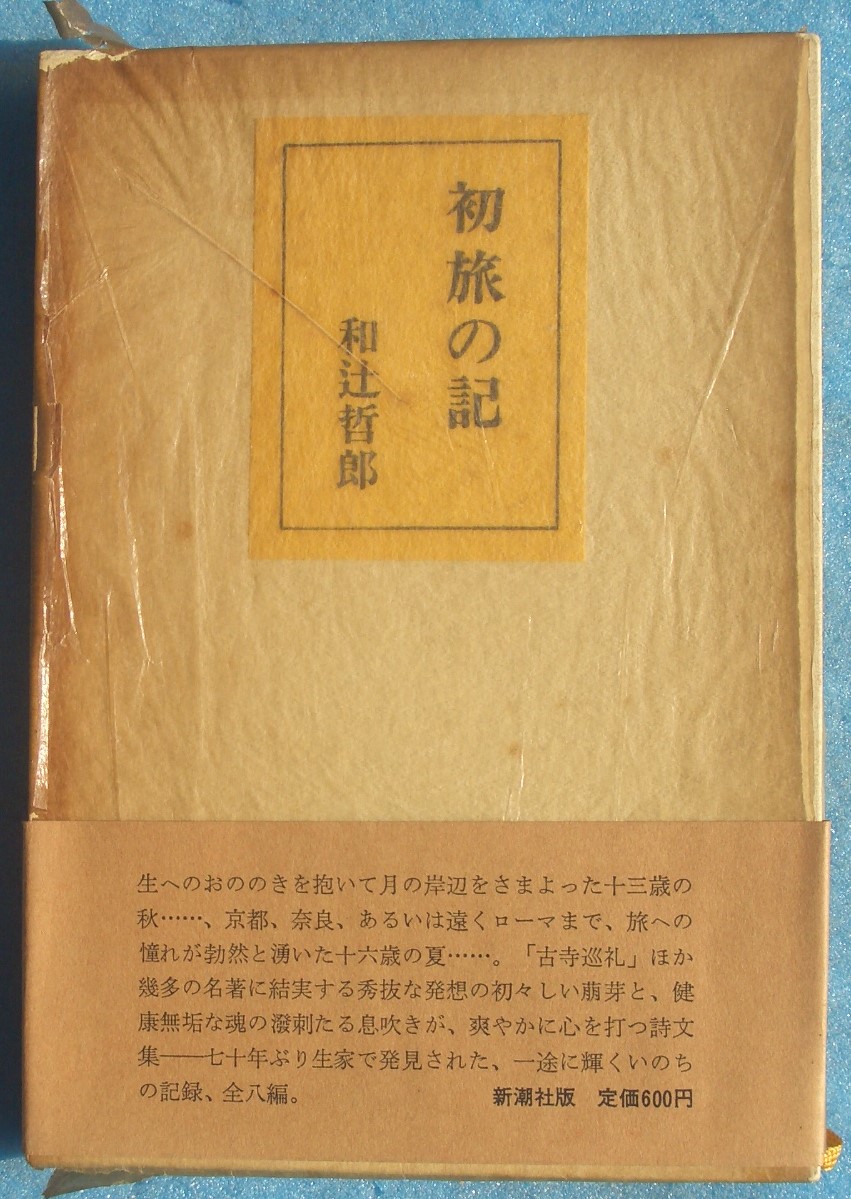 初旅の記
和辻哲郎
生へのおののきを抱いて月の岸辺をさまよった十三歳の
秋……、京都、奈良、あるいは遠くローマまで、旅への
憧れが勃然と湧いた十六歳の夏……。「古寺巡礼」ほか
幾多の名著に結実する秀抜な発想の初々しい萠芽と、健
康無垢な魂の潑刺たる息吹きが、爽やかに心を打つ詩文
集――七十年ぶり生家で発見された、一途に輝くいのち
の記録、全八編。
新潮社版 定価600円